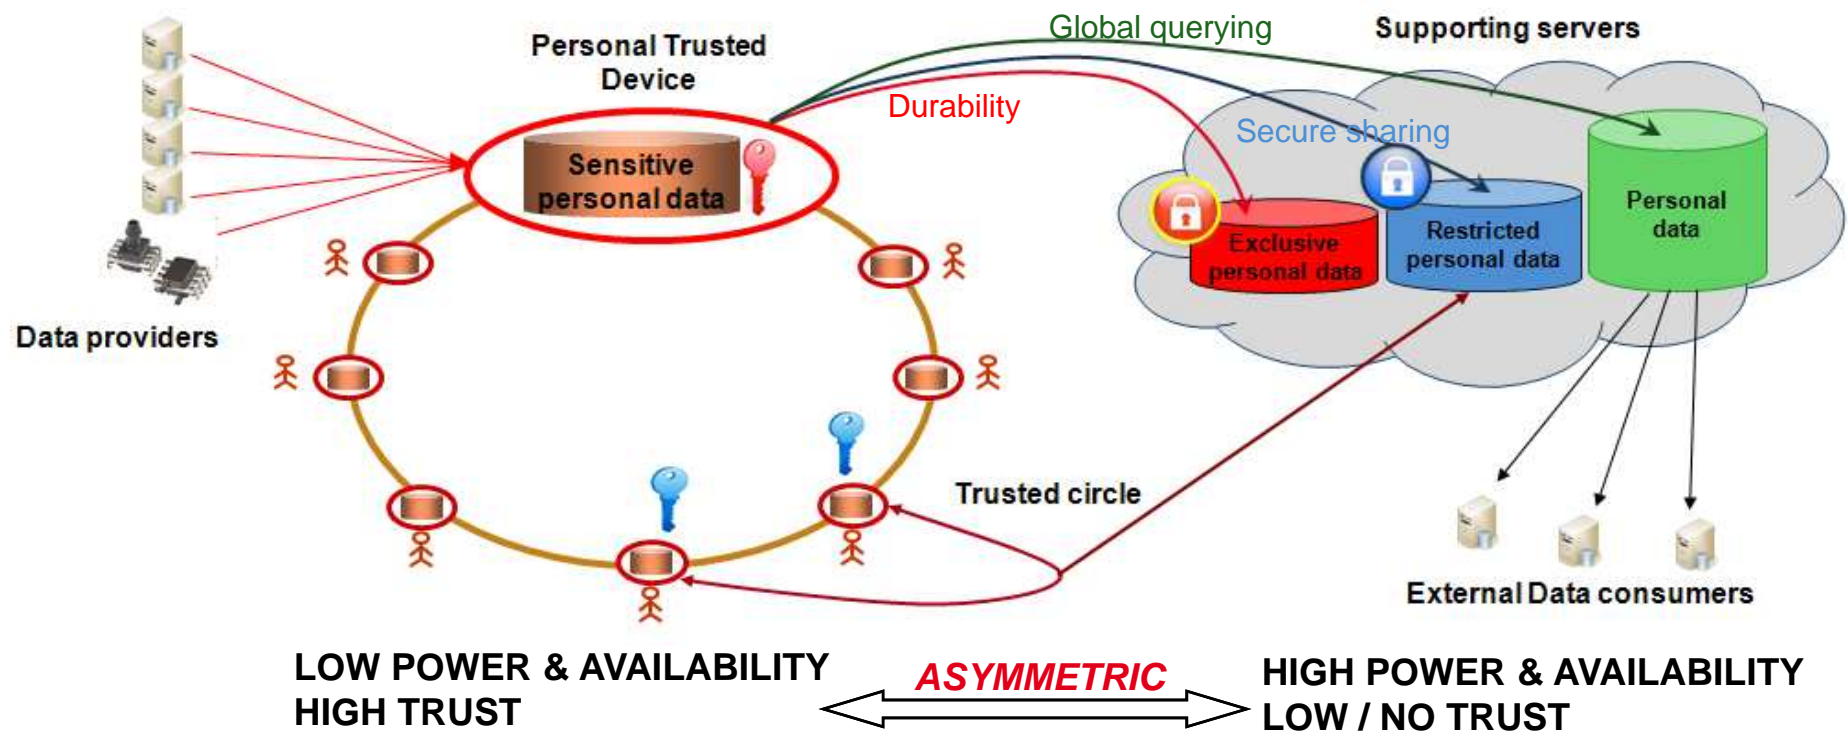 Global querying
Supporting servers
Personal Trusted
Device
Durability
Secure sharing
Sensitive
personal data
Exclusive
personal data
Restricted
personal data
Personal
data
Data providers
Trusted circle
External Data consumers
LOW POWER & AVAILABILITY
HIGH TRUST
ASYMMETRIC
HIGH POWER & AVAILABILITY
LOW / NO TRUST